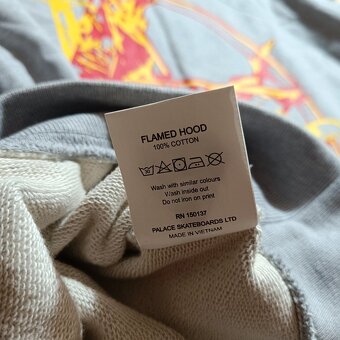 FLAMED HOOD
100% COTTON
Wash with similar colours
Wash inside out
Do not iron on print
RN 150137
PALACE SKATEBOARDS LTD
MADE IN VIETNAM